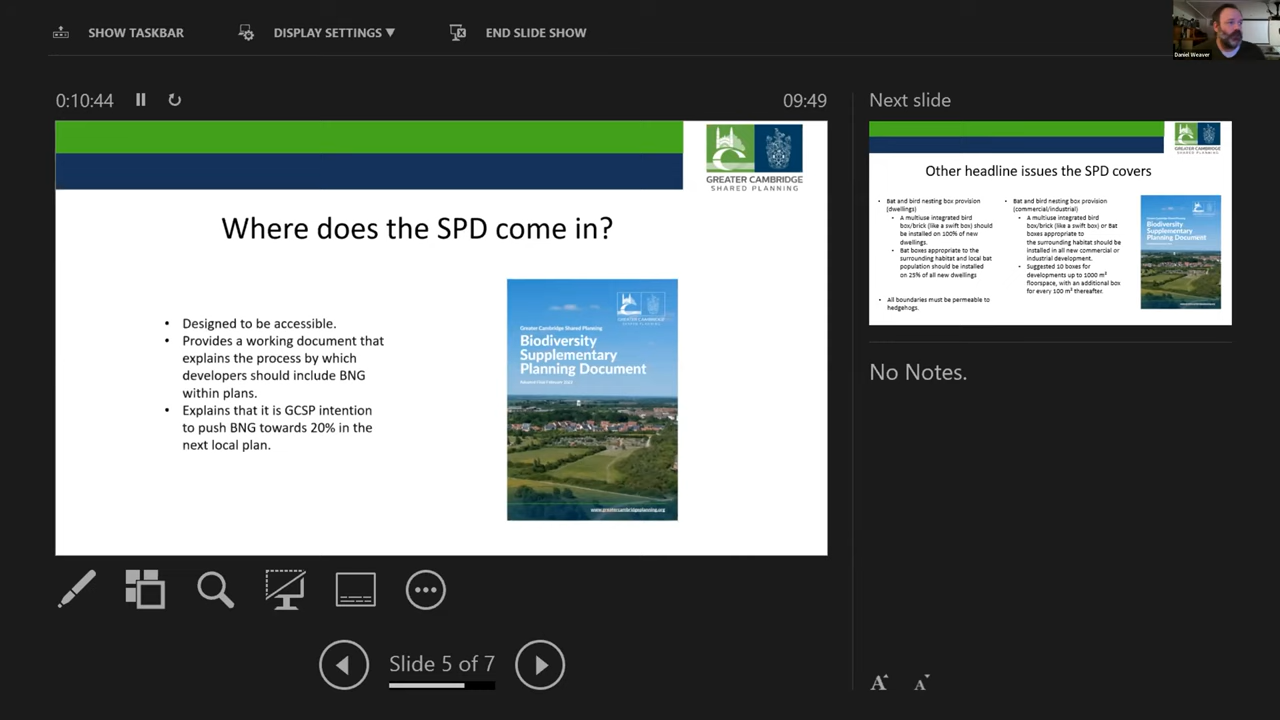 SHOW TASKBAR
DISPLAY SETTINGS ▼
END SLIDE SHOW
Daniel Weaver
0:10:44
09:49
GREATER CAMBRIDGE
SHARED PLANNING
Where does the SPD come in?
• Designed to be accessible.
• Provides a working document that
explains the process by which
developers should include BNG
within plans.
• Explains that it is GCSP intention
to push BNG towards 20% in the
next local plan.
Greater Cambridge Shared Planning
Biodiversity
Supplementary
Planning Document
www.greatercambridgeplanning.org
Slide 5 of 7
Next slide
GREATER CAMBRIDGE
SHARED PLANNING
Other headline issues the SPD covers
• Bat and bird nesting box provision
(dwellings)
• A multiuse integrated bird
box/brick (like a swift box) should
be installed on 100% of new
dwellings.
• Bat boxes appropriate to the
surrounding habitat and local bat
population should be installed
on 25% of all new dwellings
• All boundaries must be permeable to
hedgehogs.
• Bat and bird nesting box provision
(commercial/industrial)
• A multiuse integrated bird
box/brick (like a swift box) or Bat
boxes appropriate to
the surrounding habitat should be
installed in all new commercial or
industrial development.
• Suggested 10 boxes for
developments up to 1000 m²
floorspace, with an additional box
for every 100 m² thereafter.
Biodiversity
Supplementary
Planning Document
No Notes.
A A